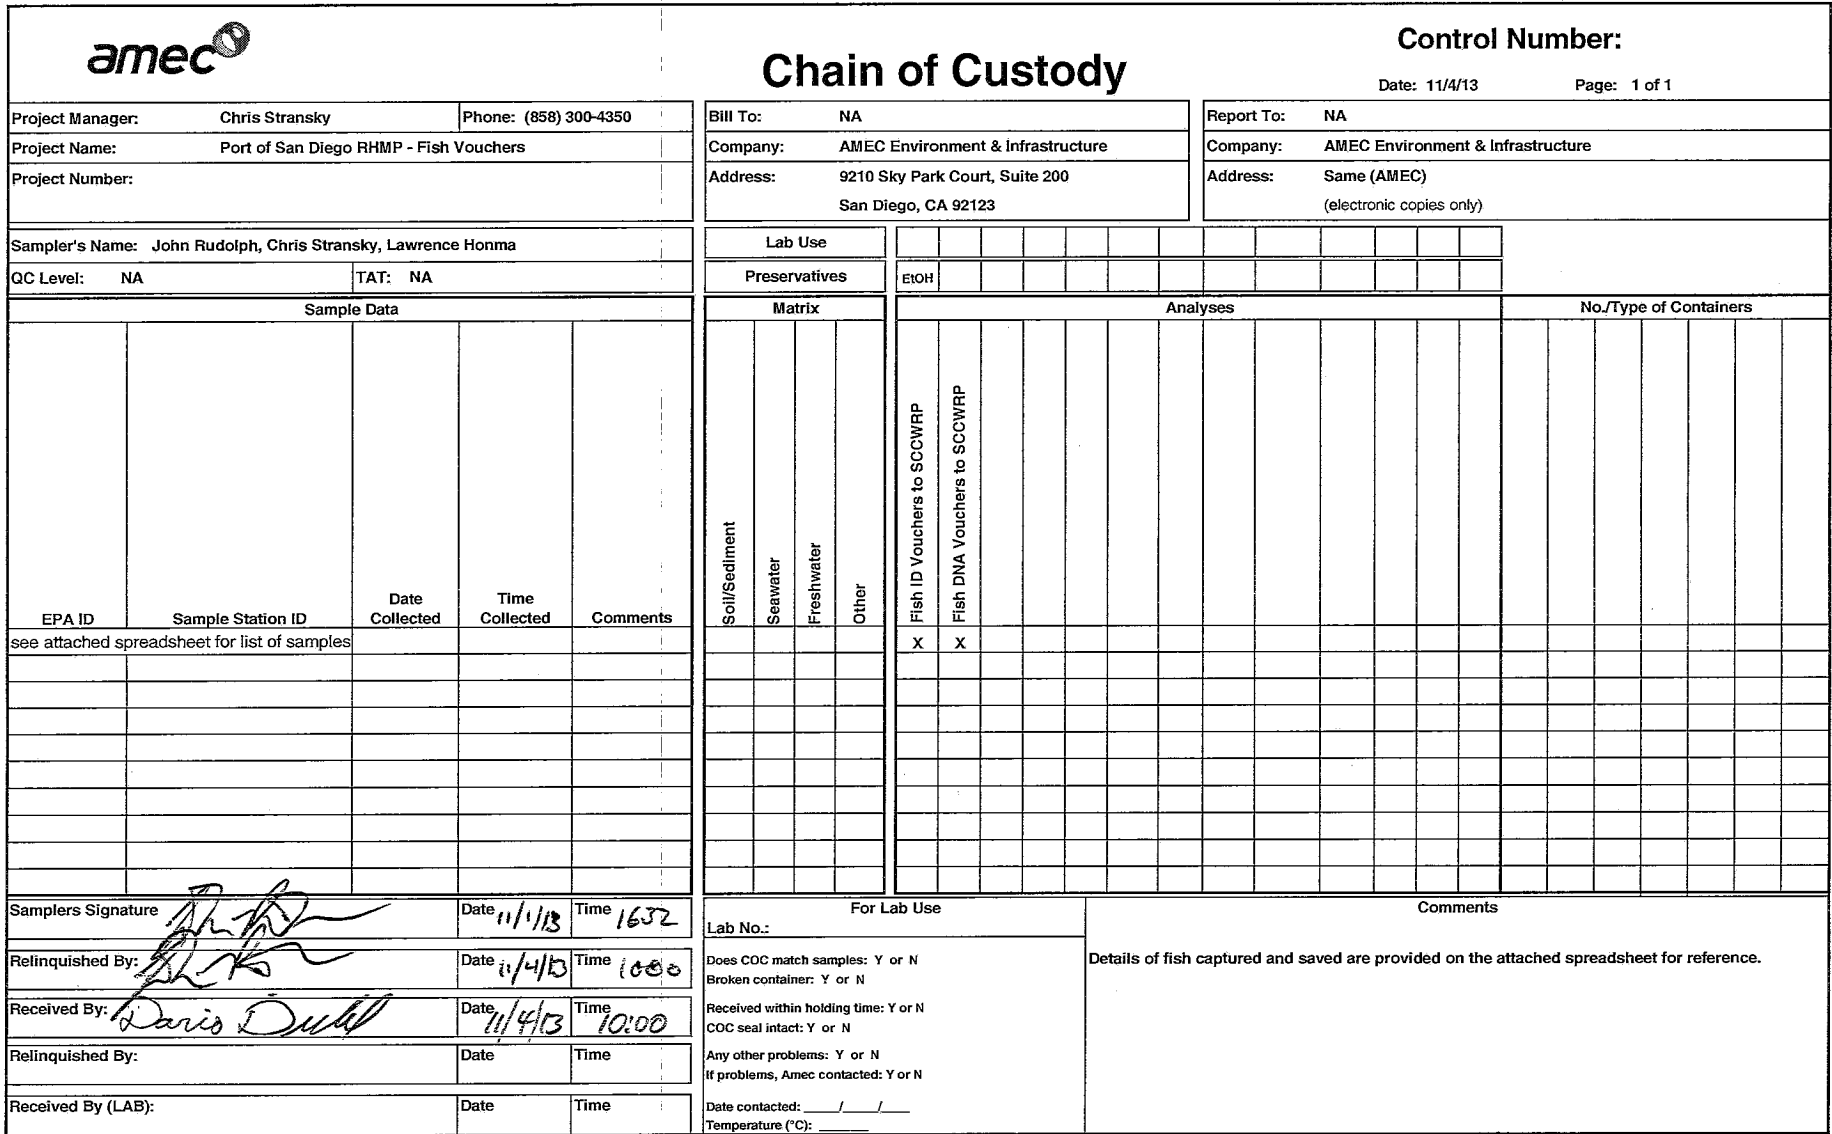 amec
Chain of Custody
Control Number:
Date: 11/4/13 Page: 1 of 1
Project Manager: Chris Stransky Phone: (858) 300-4350
Project Name: Port of San Diego RHMP - Fish Vouchers
Project Number:
Bill To: NA
Company: AMEC Environment & Infrastructure
Address: 9210 Sky Park Court, Suite 200
San Diego, CA 92123
Report To: NA
Company: AMEC Environment & Infrastructure
Address: Same (AMEC)
(electronic copies only)
Sampler's Name: John Rudolph, Chris Stransky, Lawrence Honma
QC Level: NA TAT: NA
Lab Use
Preservatives EtOH
Sample Data Matrix Analyses No./Type of Containers
EPA ID Sample Station ID Date Collected Time Collected Comments
Soil/Sediment
Seawater
Freshwater
Other
Fish ID Vouchers to SCCWRP
Fish DNA Vouchers to SCCWRP
see attached spreadsheet for list of samples X X
Samplers Signature Date 11/1/13 Time 1632
Relinquished By: Date 11/4/13 Time 1000
Received By: Dario Date 11/4/13 Time 10:00
Relinquished By: Date Time
Received By (LAB): Date Time
For Lab Use
Lab No.:
Does COC match samples: Y or N
Broken container: Y or N
Received within holding time: Y or N
COC seal intact: Y or N
Any other problems: Y or N
If problems, Amec contacted: Y or N
Date contacted: ____/____/____
Temperature (°C): ______
Comments
Details of fish captured and saved are provided on the attached spreadsheet for reference.